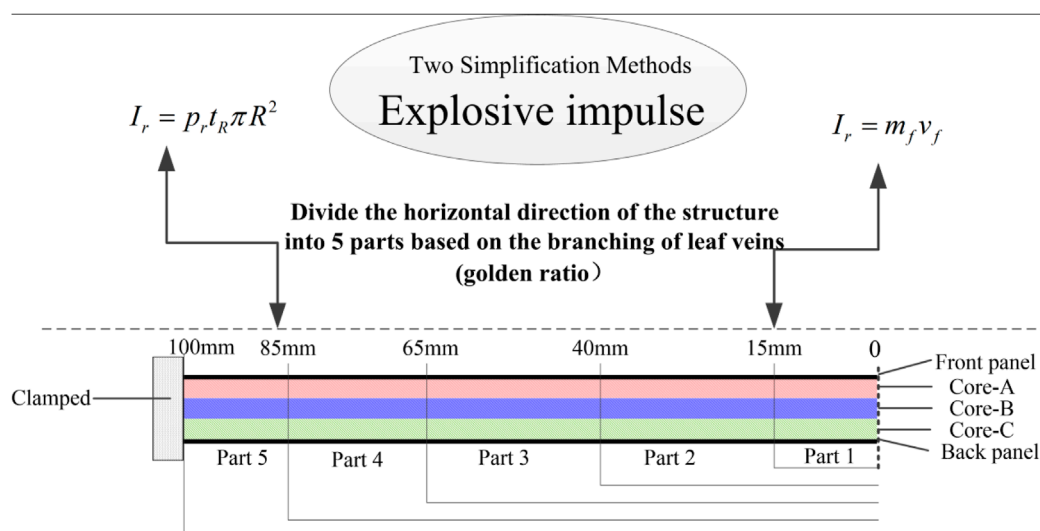 Two Simplification Methods
Explosive impulse
I_r = p_r t_R πR²
I_r = m_f v_f
Divide the horizontal direction of the structure
into 5 parts based on the branching of leaf veins
(golden ratio）
100mm 85mm 65mm 40mm 15mm 0
Clamped
Front panel
Core-A
Core-B
Core-C
Back panel
Part 5 Part 4 Part 3 Part 2 Part 1